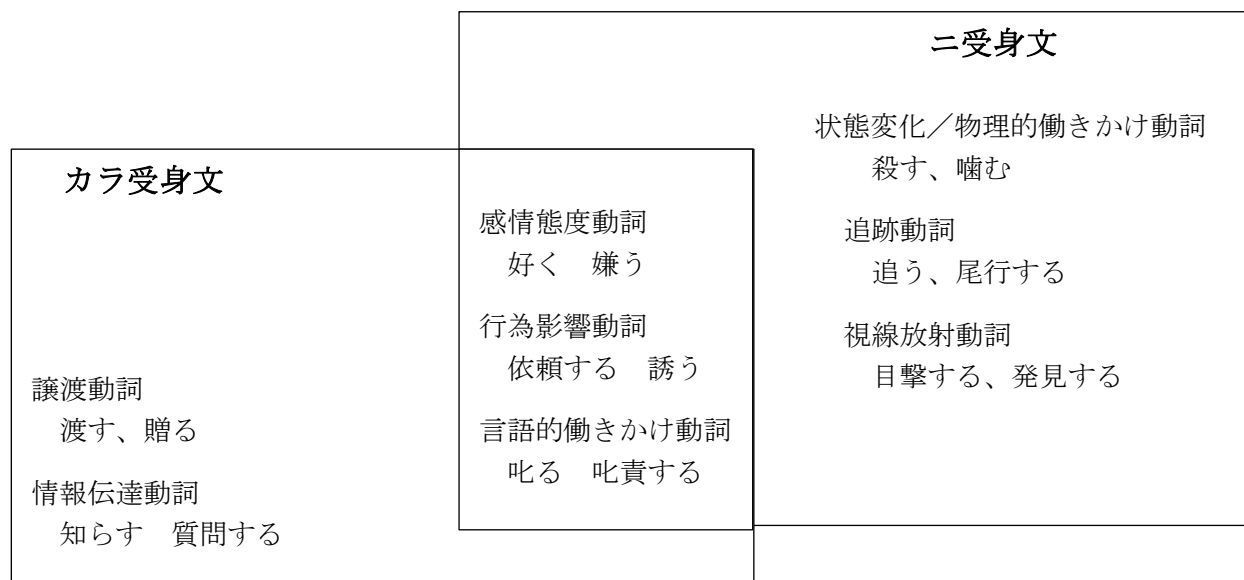 ニ受身文
状態変化／物理的働きかけ動詞
殺す、噛む
追跡動詞
追う、尾行する
視線放射動詞
目撃する、発見する
カラ受身文
感情態度動詞
好く　嫌う
行為影響動詞
依頼する　誘う
言語的働きかけ動詞
叱る　叱責する
譲渡動詞
渡す、贈る
情報伝達動詞
知らす　質問する